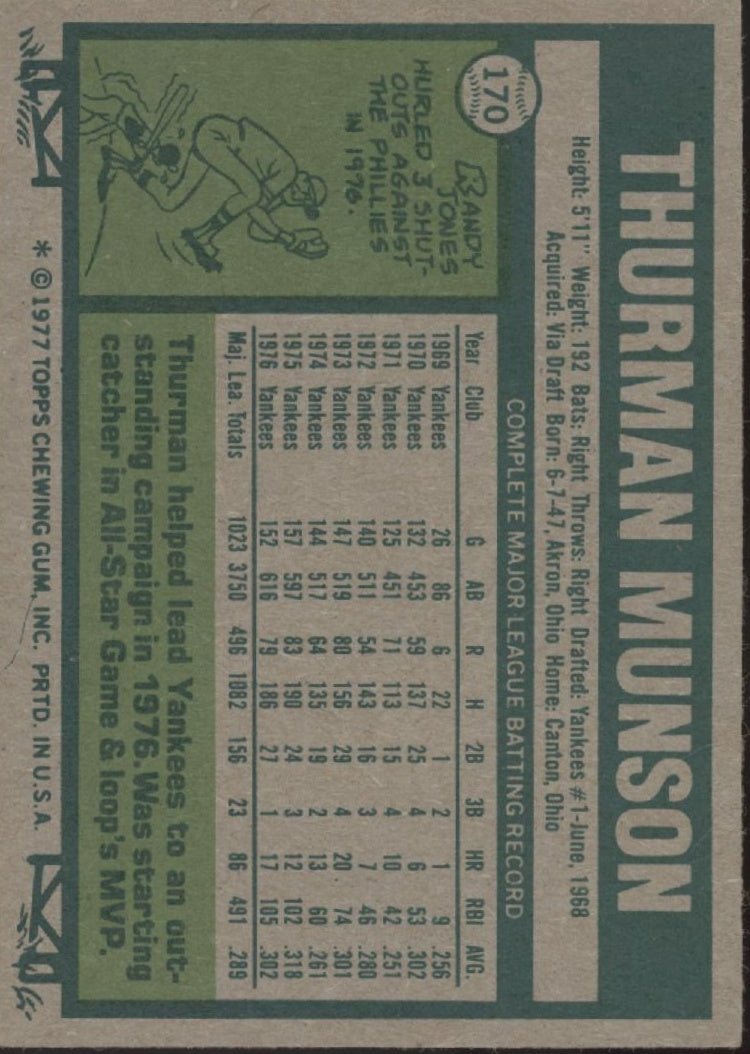 170
THURMAN MUNSON
Height: 5'11" Weight: 192 Bats: Right Throws: Right Drafted: Yankees #1-June, 1968
Acquired: Via Draft Born: 6-7-47, Akron, Ohio Home: Canton, Ohio
COMPLETE MAJOR LEAGUE BATTING RECORD
Year Club G AB R H 2B 3B HR RBI AVG.
1969 Yankees 26 86 6 22 1 2 1 9 .256
1970 Yankees 132 453 59 137 25 4 6 53 .302
1971 Yankees 125 451 71 113 15 4 10 42 .251
1972 Yankees 140 511 54 143 16 3 7 46 .280
1973 Yankees 147 519 80 156 29 4 20 74 .301
1974 Yankees 144 517 64 135 19 2 13 60 .261
1975 Yankees 157 597 83 190 24 3 12 102 .318
1976 Yankees 152 616 79 186 27 1 17 105 .302
Maj. Lea. Totals 1023 3750 496 1082 156 23 86 491 .289
RANDY
JONES
HURLED 3 SHUT-
OUTS AGAINST
THE PHILLIES
IN 1976.
Thurman helped lead Yankees to an out-
standing campaign in 1976. Was starting
catcher in All-Star Game & loop's MVP.
* © 1977 TOPPS CHEWING GUM, INC. PRTD. IN U.S.A.